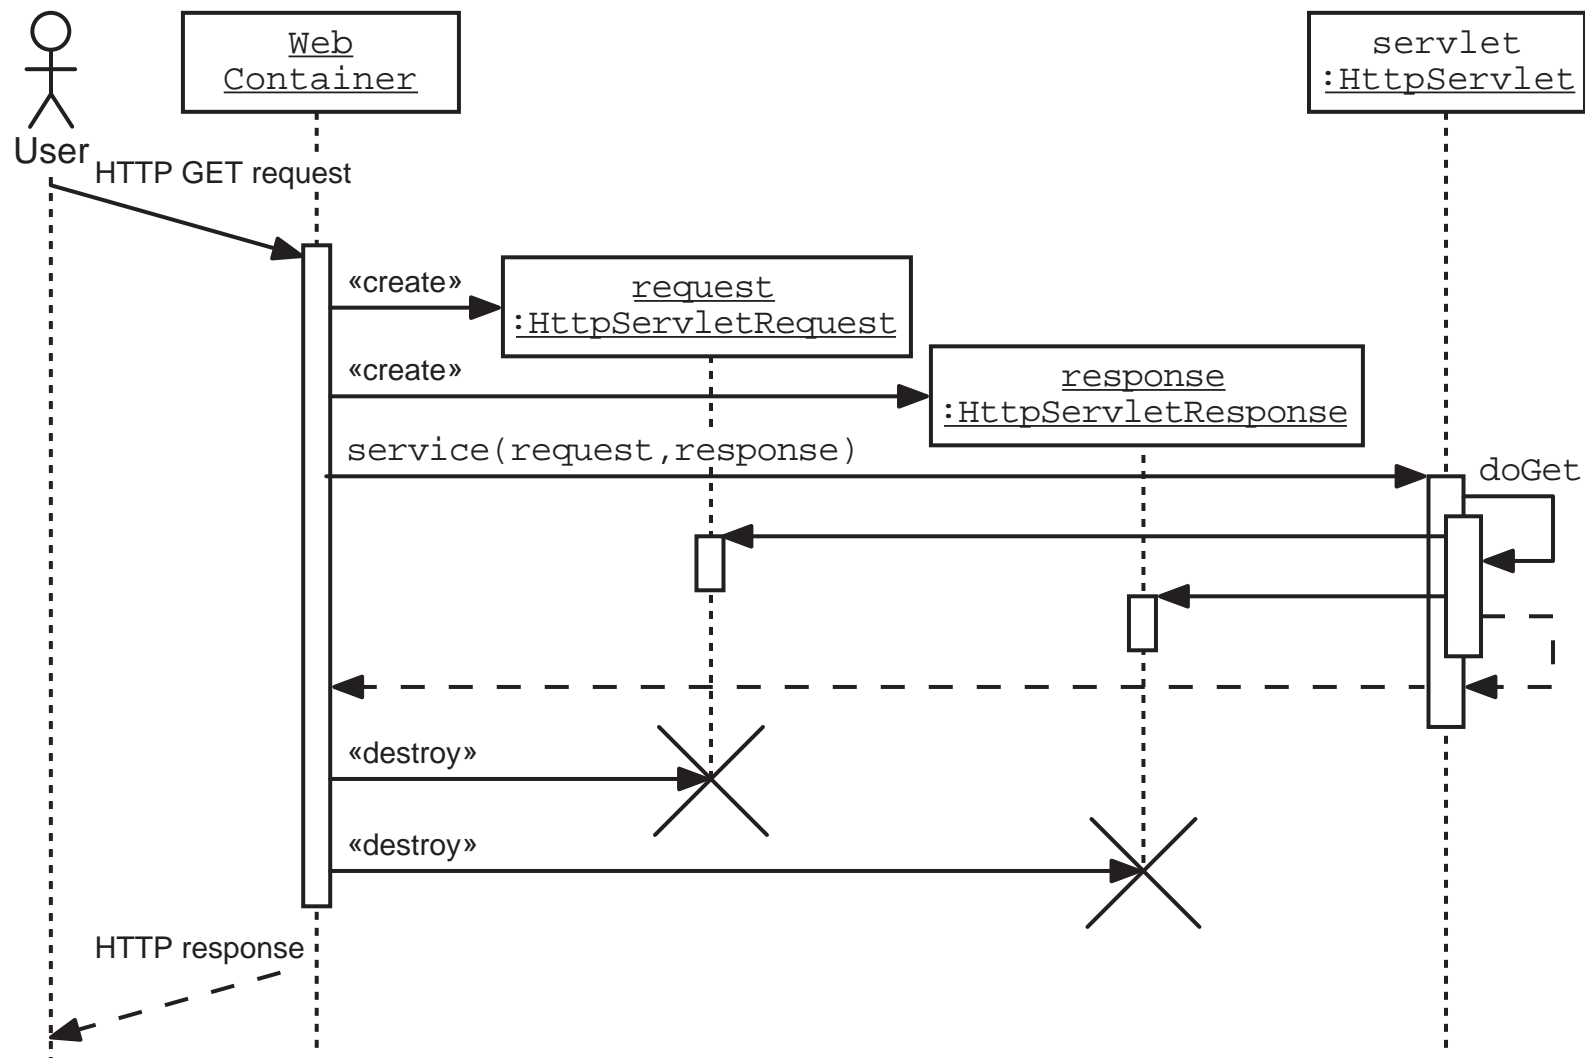 Web
Container
servlet
:HttpServlet
User
HTTP GET request
«create»
request
:HttpServletRequest
«create»
response
:HttpServletResponse
service(request,response)
doGet
«destroy»
«destroy»
HTTP response